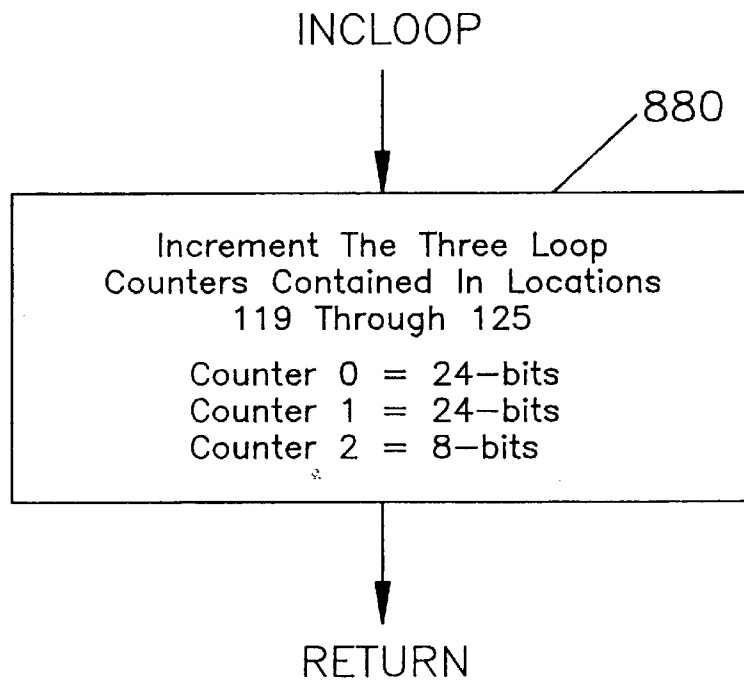 INCLOOP
880
Increment The Three Loop
Counters Contained In Locations
119 Through 125
Counter 0 = 24-bits
Counter 1 = 24-bits
Counter 2 = 8-bits
RETURN